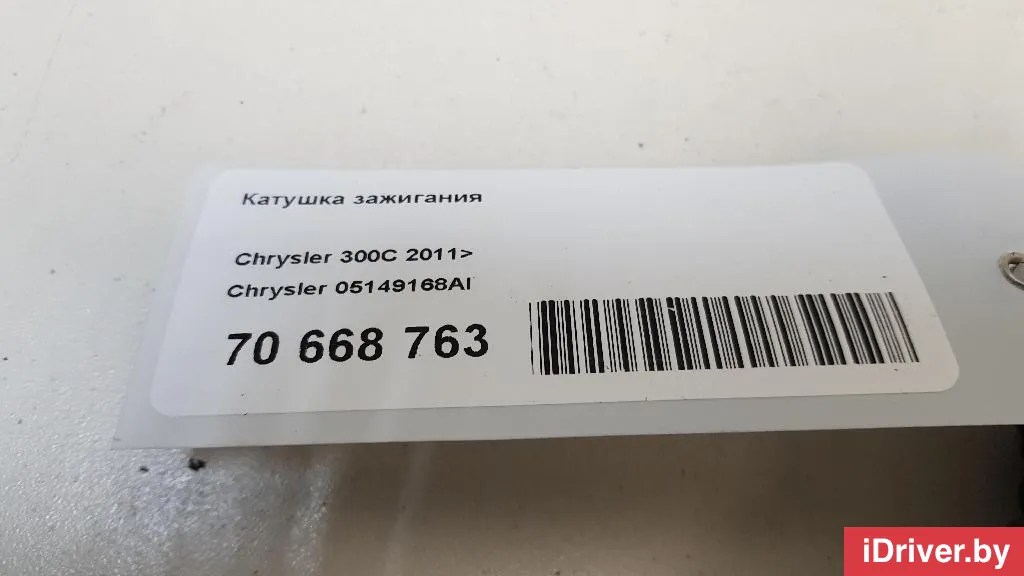 Катушка зажигания
Chrysler 300C 2011>
Chrysler 05149168AI
70 668 763
iDriver.by